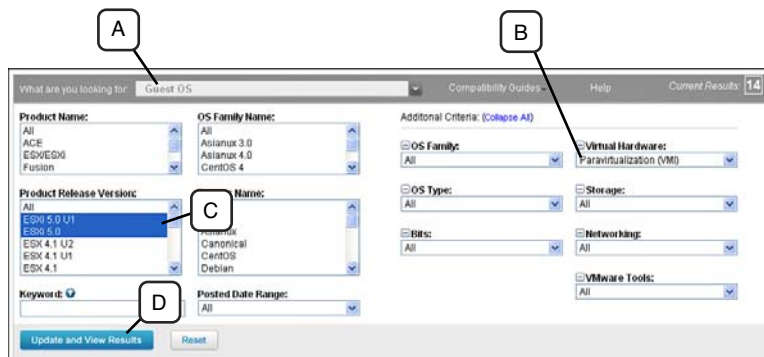 A
B
What are you looking for: Guest OS Compatibility Guides Help Current Results: 14
Product Name: OS Family Name: Additonal Criteria: (Collapse All)
All All OS Family: Virtual Hardware:
ACE Asianux 3.0 All Paravirtualization (VMI)
ESX/ESXi Asianux 4.0
Fusion CentOS 4
Product Release Version: Name: OS Type: Storage:
All All All
ESXi 5.0 U1 C
ESXi 5.0 Asianux Bits: Networking:
ESX 4.1 U2 Canonical All All
ESX 4.1 U1 CentOS
ESX 4.1 Debian VMware Tools:
Keyword: Posted Date Range: All
D All
Update and View Results Reset